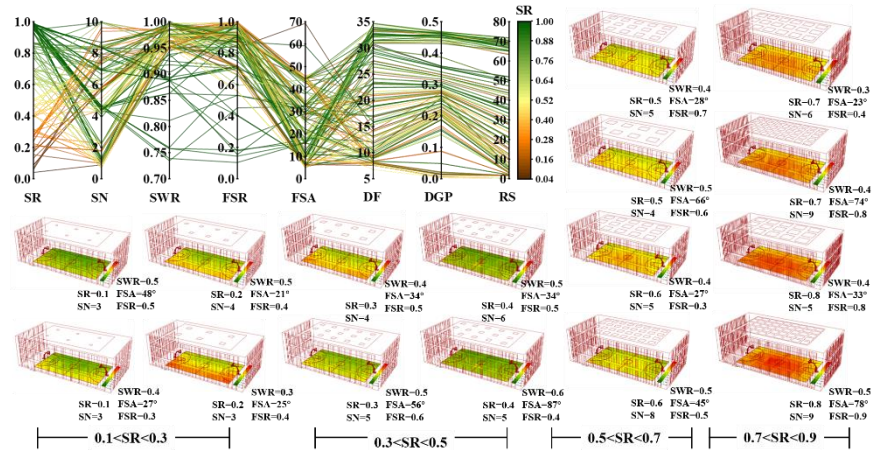 SR
1.0 10 1.00 1.0 70 35 0.5 80 1.00
0.8 8 0.95 0.8 60 30 0.4 70 0.88
0.6 6 0.90 0.6 50 25 0.3 60 0.76
0.4 4 0.85 0.4 40 20 0.2 50 0.64
0.2 2 0.80 0.2 30 15 0.1 40 0.52
0.0 0 0.75 0.0 20 10 0.0 30 0.40
0.70 10 5 20 0.28
0 10 0.16
0 0.04
SR SN SWR FSR FSA DF DGP RS
SWR=0.4
SR=0.5 FSA=28°
SN=5 FSR=0.7
SWR=0.3
SR=0.7 FSA=23°
SN=6 FSR=0.4
SWR=0.5
SR=0.5 FSA=66°
SN=4 FSR=0.6
SWR=0.4
SR=0.7 FSA=74°
SN=9 FSR=0.8
SWR=0.5
SR=0.1 FSA=48°
SN=3 FSR=0.5
SWR=0.5
SR=0.2 FSA=21°
SN=4 FSR=0.4
SWR=0.4
SR=0.3 FSA=34°
SN=4 FSR=0.5
SWR=0.5
SR=0.4 FSA=34°
SN=6 FSR=0.5
SWR=0.4
SR=0.6 FSA=27°
SN=5 FSR=0.3
SWR=0.4
SR=0.8 FSA=33°
SN=5 FSR=0.8
SWR=0.4
SR=0.1 FSA=27°
SN=3 FSR=0.3
SWR=0.3
SR=0.2 FSA=25°
SN=3 FSR=0.4
SWR=0.5
SR=0.3 FSA=56°
SN=5 FSR=0.6
SWR=0.6
SR=0.4 FSA=87°
SN=5 FSR=0.4
SWR=0.5
SR=0.6 FSA=45°
SN=8 FSR=0.5
SWR=0.5
SR=0.8 FSA=78°
SN=9 FSR=0.9
0.1<SR<0.3 0.3<SR<0.5 0.5<SR<0.7 0.7<SR<0.9